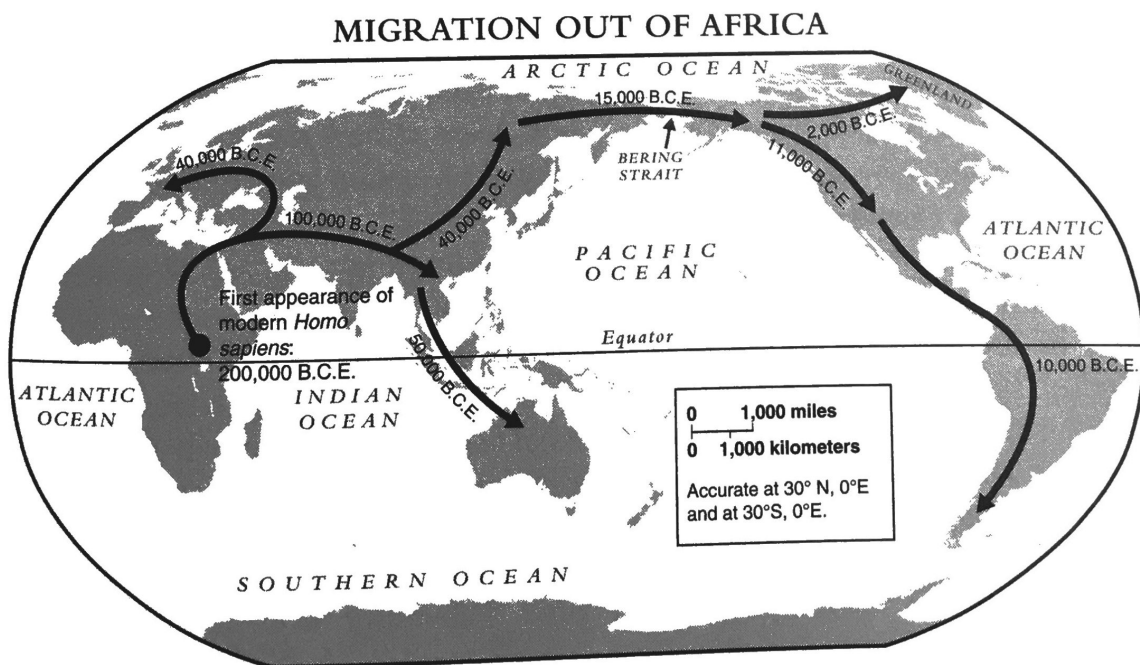 MIGRATION OUT OF AFRICA
ARCTIC OCEAN
GREENLAND
15,000 B.C.E.
2,000 B.C.E.
BERING
STRAIT
11,000 B.C.E.
40,000 B.C.E.
100,000 B.C.E.
40,000 B.C.E.
PACIFIC
OCEAN
ATLANTIC
OCEAN
First appearance of
modern Homo
sapiens:
200,000 B.C.E.
50,000 B.C.E.
Equator
10,000 B.C.E.
ATLANTIC
OCEAN
INDIAN
OCEAN
0 1,000 miles
0 1,000 kilometers
Accurate at 30° N, 0°E
and at 30°S, 0°E.
SOUTHERN OCEAN